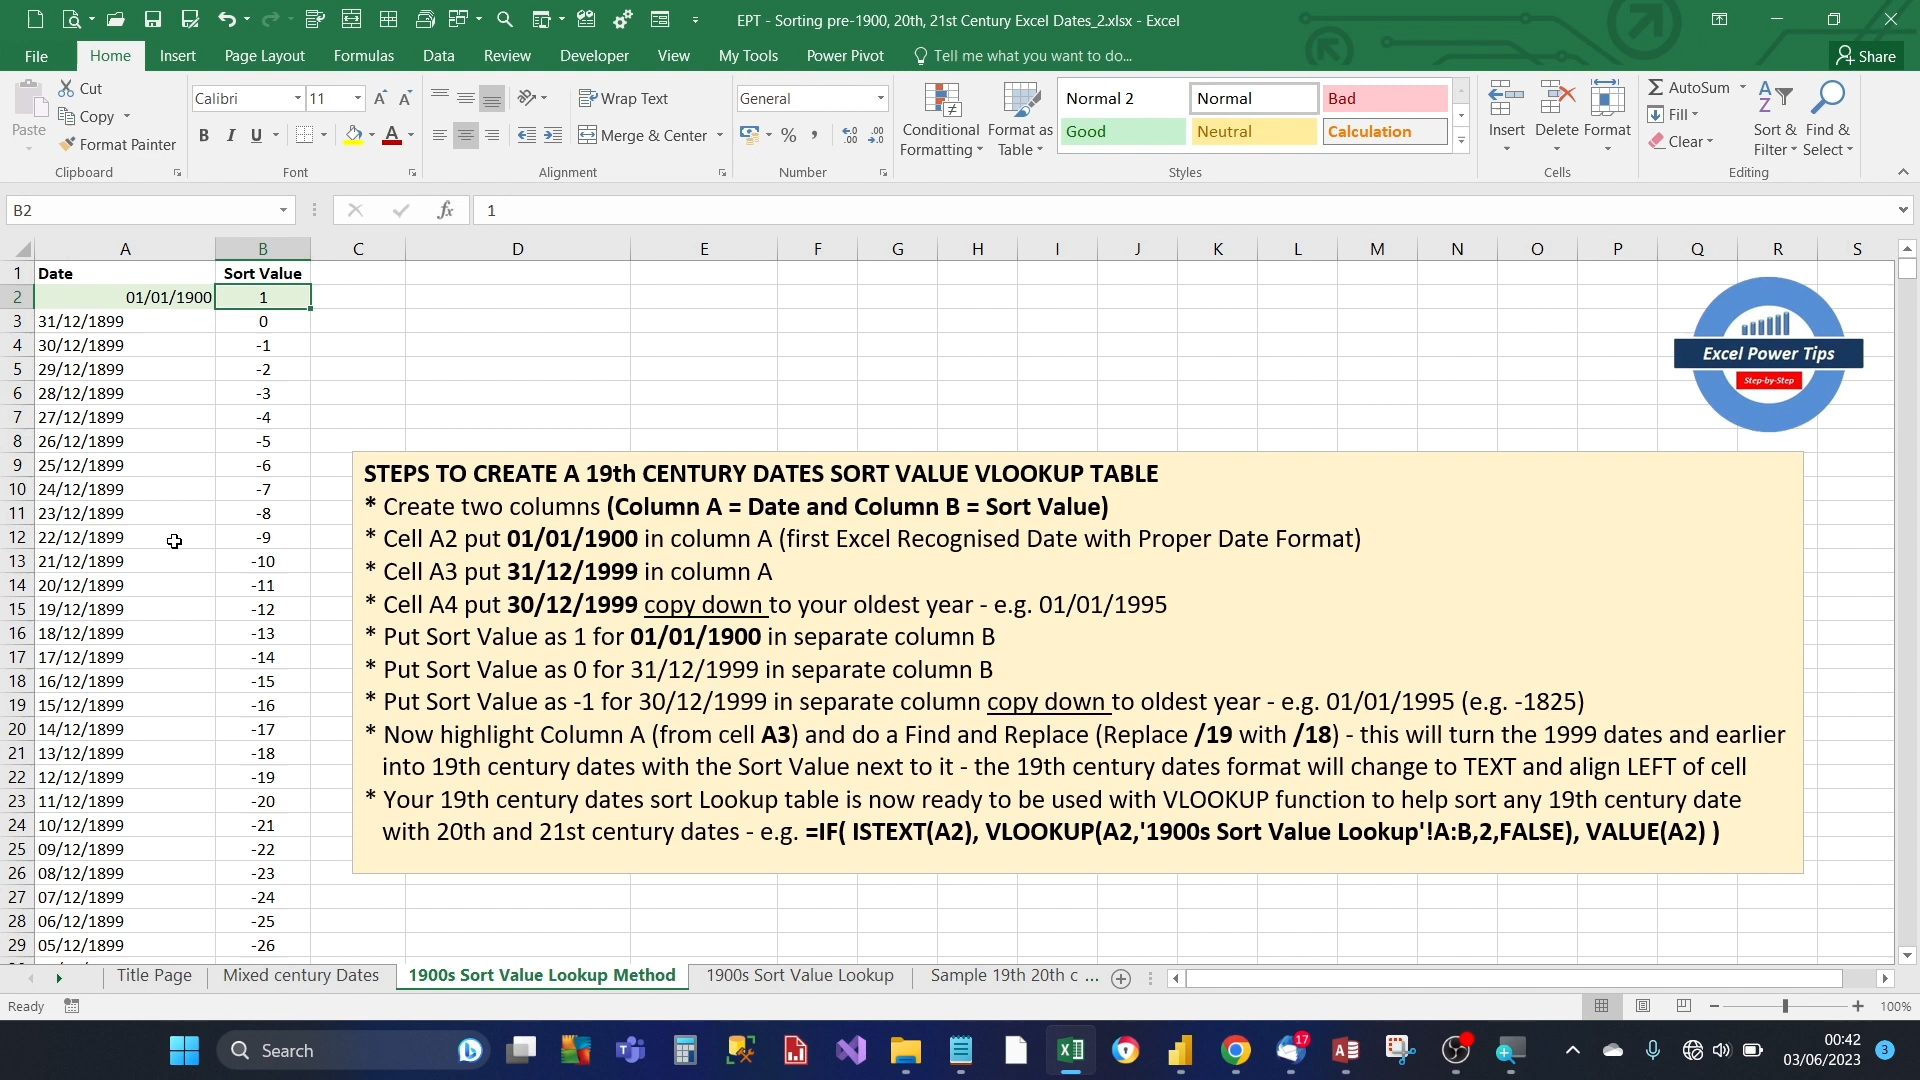 EPT - Sorting pre-1900, 20th, 21st Century Excel Dates_2.xlsx - Excel
File Home Insert Page Layout Formulas Data Review Developer View My Tools Power Pivot Tell me what you want to do... Share
Paste
Cut
Copy
Format Painter
Clipboard
Calibri 11
B I U
Font
Wrap Text
Merge & Center
Alignment
General
%
Number
Conditional Formatting
Format as Table
Normal 2 Normal Bad
Good Neutral Calculation
Styles
Insert Delete Format
Cells
AutoSum
Fill
Clear
Sort & Filter
Find & Select
Editing
B2 fx 1
A B C D E F G H I J K L M N O P Q R S
1 Date Sort Value
2 01/01/1900 1
3 31/12/1899 0
4 30/12/1899 -1
5 29/12/1899 -2
6 28/12/1899 -3
7 27/12/1899 -4
8 26/12/1899 -5
9 25/12/1899 -6
10 24/12/1899 -7
11 23/12/1899 -8
12 22/12/1899 -9
13 21/12/1899 -10
14 20/12/1899 -11
15 19/12/1899 -12
16 18/12/1899 -13
17 17/12/1899 -14
18 16/12/1899 -15
19 15/12/1899 -16
20 14/12/1899 -17
21 13/12/1899 -18
22 12/12/1899 -19
23 11/12/1899 -20
24 10/12/1899 -21
25 09/12/1899 -22
26 08/12/1899 -23
27 07/12/1899 -24
28 06/12/1899 -25
29 05/12/1899 -26
Excel Power Tips
Step-by-Step
STEPS TO CREATE A 19th CENTURY DATES SORT VALUE VLOOKUP TABLE
* Create two columns (Column A = Date and Column B = Sort Value)
* Cell A2 put 01/01/1900 in column A (first Excel Recognised Date with Proper Date Format)
* Cell A3 put 31/12/1999 in column A
* Cell A4 put 30/12/1999 copy down to your oldest year - e.g. 01/01/1995
* Put Sort Value as 1 for 01/01/1900 in separate column B
* Put Sort Value as 0 for 31/12/1999 in separate column B
* Put Sort Value as -1 for 30/12/1999 in separate column copy down to oldest year - e.g. 01/01/1995 (e.g. -1825)
* Now highlight Column A (from cell A3) and do a Find and Replace (Replace /19 with /18) - this will turn the 1999 dates and earlier
into 19th century dates with the Sort Value next to it - the 19th century dates format will change to TEXT and align LEFT of cell
* Your 19th century dates sort Lookup table is now ready to be used with VLOOKUP function to help sort any 19th century date
with 20th and 21st century dates - e.g. =IF( ISTEXT(A2), VLOOKUP(A2,'1900s Sort Value Lookup'!A:B,2,FALSE), VALUE(A2) )
Title Page Mixed century Dates 1900s Sort Value Lookup Method 1900s Sort Value Lookup Sample 19th 20th c ...
Ready 100%
Search 17 00:42
03/06/2023 3